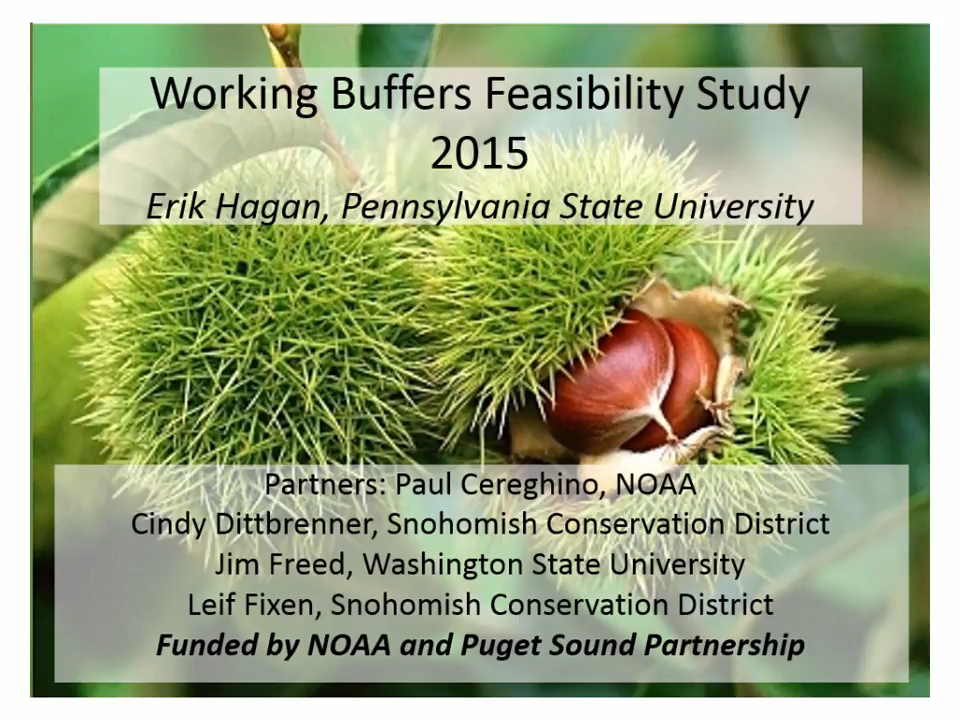 Working Buffers Feasibility Study
2015
Erik Hagan, Pennsylvania State University
Partners: Paul Cereghino, NOAA
Cindy Dittbrenner, Snohomish Conservation District
Jim Freed, Washington State University
Leif Fixen, Snohomish Conservation District
Funded by NOAA and Puget Sound Partnership